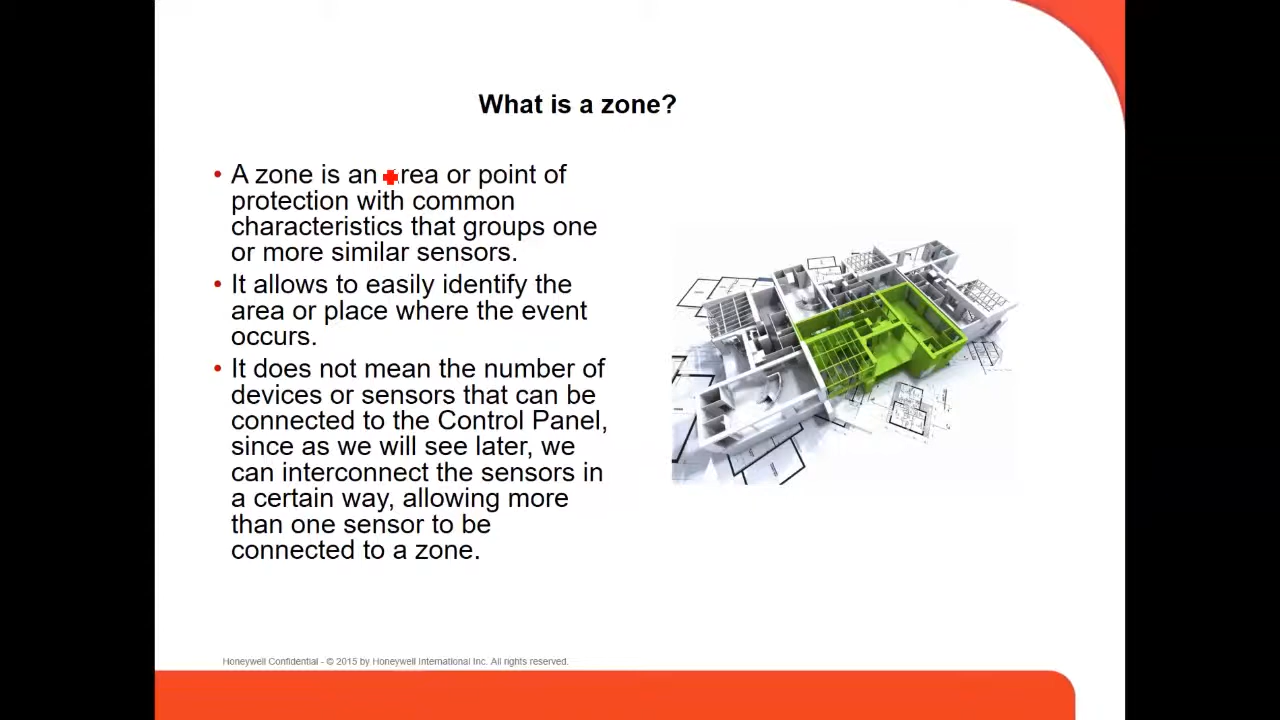 What is a zone?
• A zone is an area or point of
protection with common
characteristics that groups one
or more similar sensors.
• It allows to easily identify the
area or place where the event
occurs.
• It does not mean the number of
devices or sensors that can be
connected to the Control Panel,
since as we will see later, we
can interconnect the sensors in
a certain way, allowing more
than one sensor to be
connected to a zone.
Honeywell Confidential - © 2015 by Honeywell International Inc. All rights reserved.